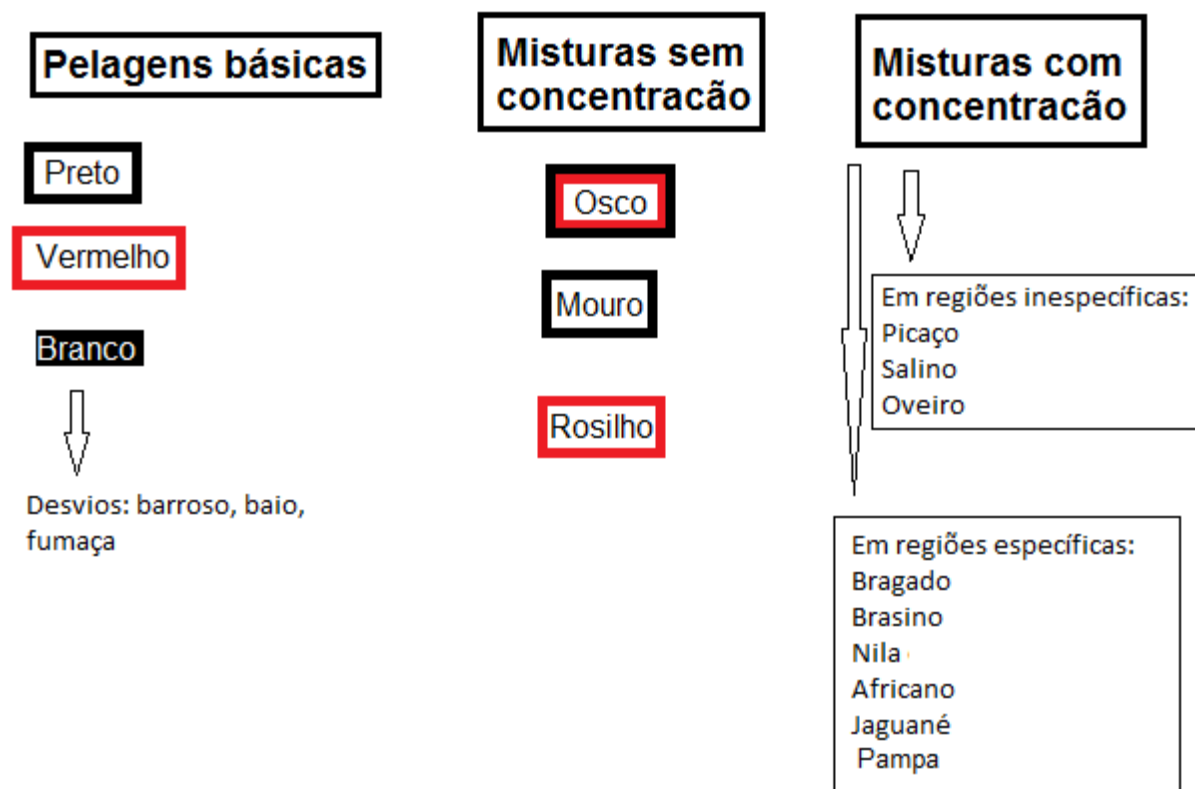 Pelagens básicas
Preto
Vermelho
Branco
Desvios: barroso, baio,
fumaça
Misturas sem
concentracão
Osco
Mouro
Rosilho
Misturas com
concentracão
Em regiões inespecíficas:
Picaço
Salino
Oveiro
Em regiões específicas:
Bragado
Brasino
Nila
Africano
Jaguané
Pampa